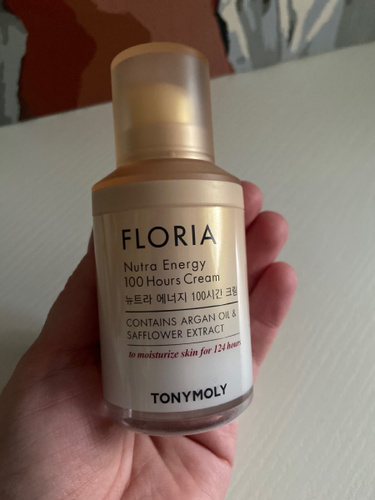 FLORIA
Nutra Energy
100 Hours Cream
뉴트라 에너지 100시간 크림
CONTAINS ARGAN OIL &
SAFFLOWER EXTRACT
to moisturize skin for 124 hours
TONYMOLY